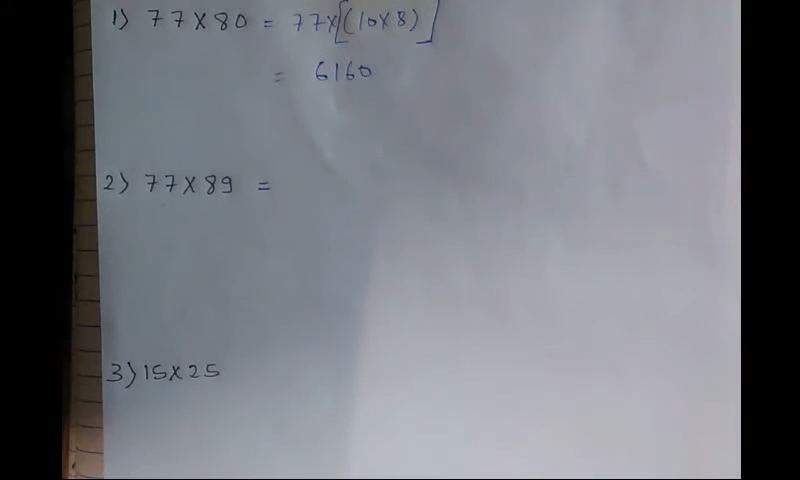 1) 77×80 = 77×[(10×8)]
= 6160
2) 77×89 =
3) 15×25